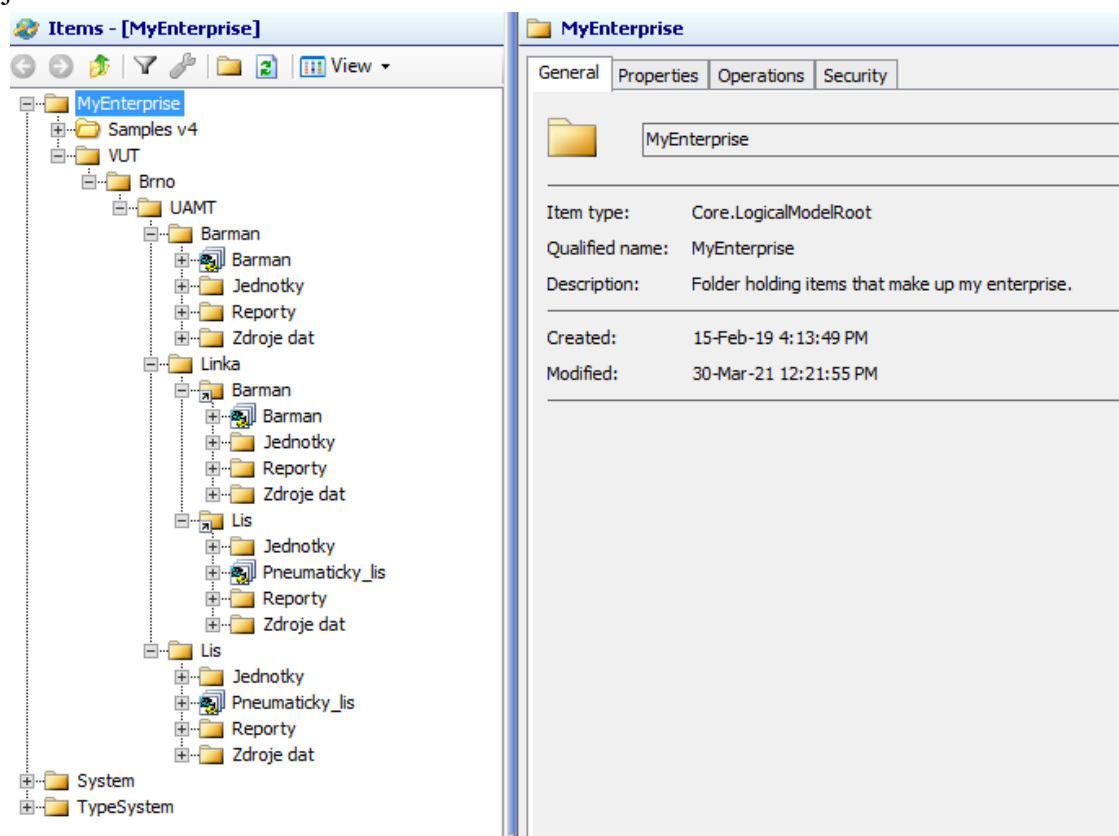 Items - [MyEnterprise]
View
MyEnterprise
Samples v4
VUT
Brno
UAMT
Barman
Barman
Jednotky
Reporty
Zdroje dat
Linka
Barman
Barman
Jednotky
Reporty
Zdroje dat
Lis
Jednotky
Pneumaticky_lis
Reporty
Zdroje dat
Lis
Jednotky
Pneumaticky_lis
Reporty
Zdroje dat
System
TypeSystem
MyEnterprise
General Properties Operations Security
MyEnterprise
Item type: Core.LogicalModelRoot
Qualified name: MyEnterprise
Description: Folder holding items that make up my enterprise.
Created: 15-Feb-19 4:13:49 PM
Modified: 30-Mar-21 12:21:55 PM